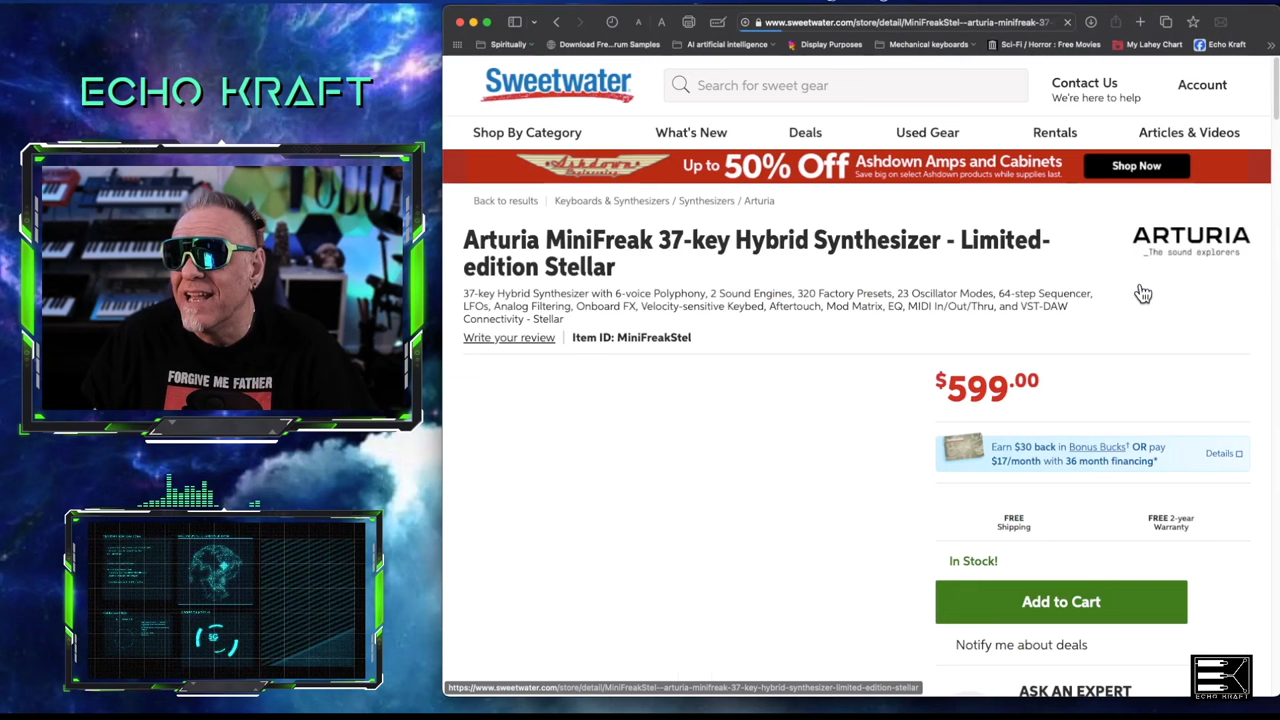 ECHO KRAFT
FORGIVE ME FATHER
5G
A A www.sweetwater.com/store/detail/MiniFreakStel--arturia-minifreak-37-
Spiritually Download Fre...rum Samples AI artificial intelligence Display Purposes Mechanical keyboards Sci-Fi / Horror : Free Movies My Lahey Chart Echo Kraft
Sweetwater
Search for sweet gear
Contact Us
We're here to help
Account
Shop By Category What's New Deals Used Gear Rentals Articles & Videos
Ashdown
Engineering
Up to 50% Off
Ashdown Amps and Cabinets
Save big on select Ashdown products while supplies last.
Shop Now
Back to results Keyboards & Synthesizers / Synthesizers / Arturia
Arturia MiniFreak 37-key Hybrid Synthesizer - Limited-
edition Stellar
ARTURIA
_The sound explorers
37-key Hybrid Synthesizer with 6-voice Polyphony, 2 Sound Engines, 320 Factory Presets, 23 Oscillator Modes, 64-step Sequencer,
LFOs, Analog Filtering, Onboard FX, Velocity-sensitive Keybed, Aftertouch, Mod Matrix, EQ, MIDI In/Out/Thru, and VST-DAW
Connectivity - Stellar
Write your review Item ID: MiniFreakStel
$599.00
Earn $30 back in Bonus Bucks† OR pay
$17/month with 36 month financing*
Details
FREE
Shipping
FREE 2-year
Warranty
In Stock!
Add to Cart
Notify me about deals
ASK AN EXPERT
https://www.sweetwater.com/store/detail/MiniFreakStel--arturia-minifreak-37-key-hybrid-synthesizer-limited-edition-stellar
ECHO KRAFT